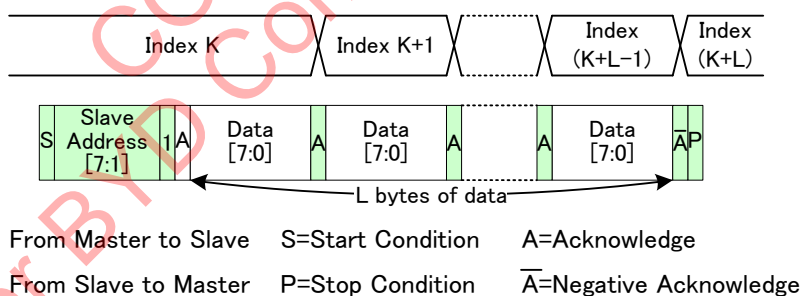 Index K
Index K+1
Index (K+L-1)
Index (K+L)
S
Slave Address [7:1]
1
A
Data [7:0]
A
Data [7:0]
A
A
Data [7:0]
A̅
P
L bytes of data
From Master to Slave S=Start Condition A=Acknowledge
From Slave to Master P=Stop Condition A̅=Negative Acknowledge